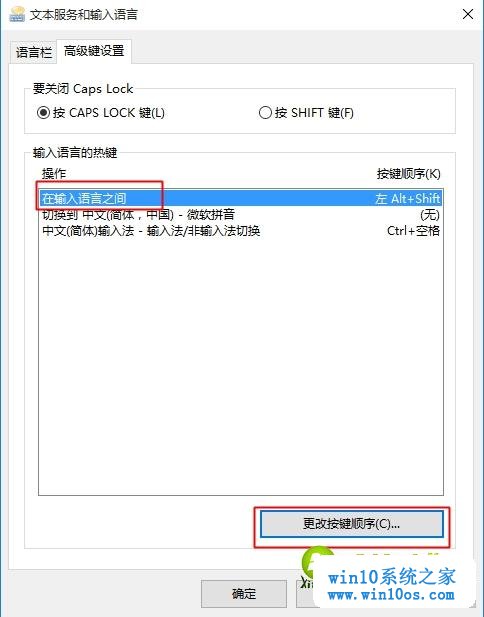 文本服务和输入语言
语言栏 高级键设置
要关闭 Caps Lock
按 CAPS LOCK 键(L) 按 SHIFT 键(F)
输入语言的热键
操作 按键顺序(K)
在输入语言之间 左 Alt+Shift
切换到 中文(简体，中国) - 微软拼音 (无)
中文(简体)输入法 - 输入法/非输入法切换 Ctrl+空格
更改按键顺序(C)...
确定
win10系统之家
www.win10os.com